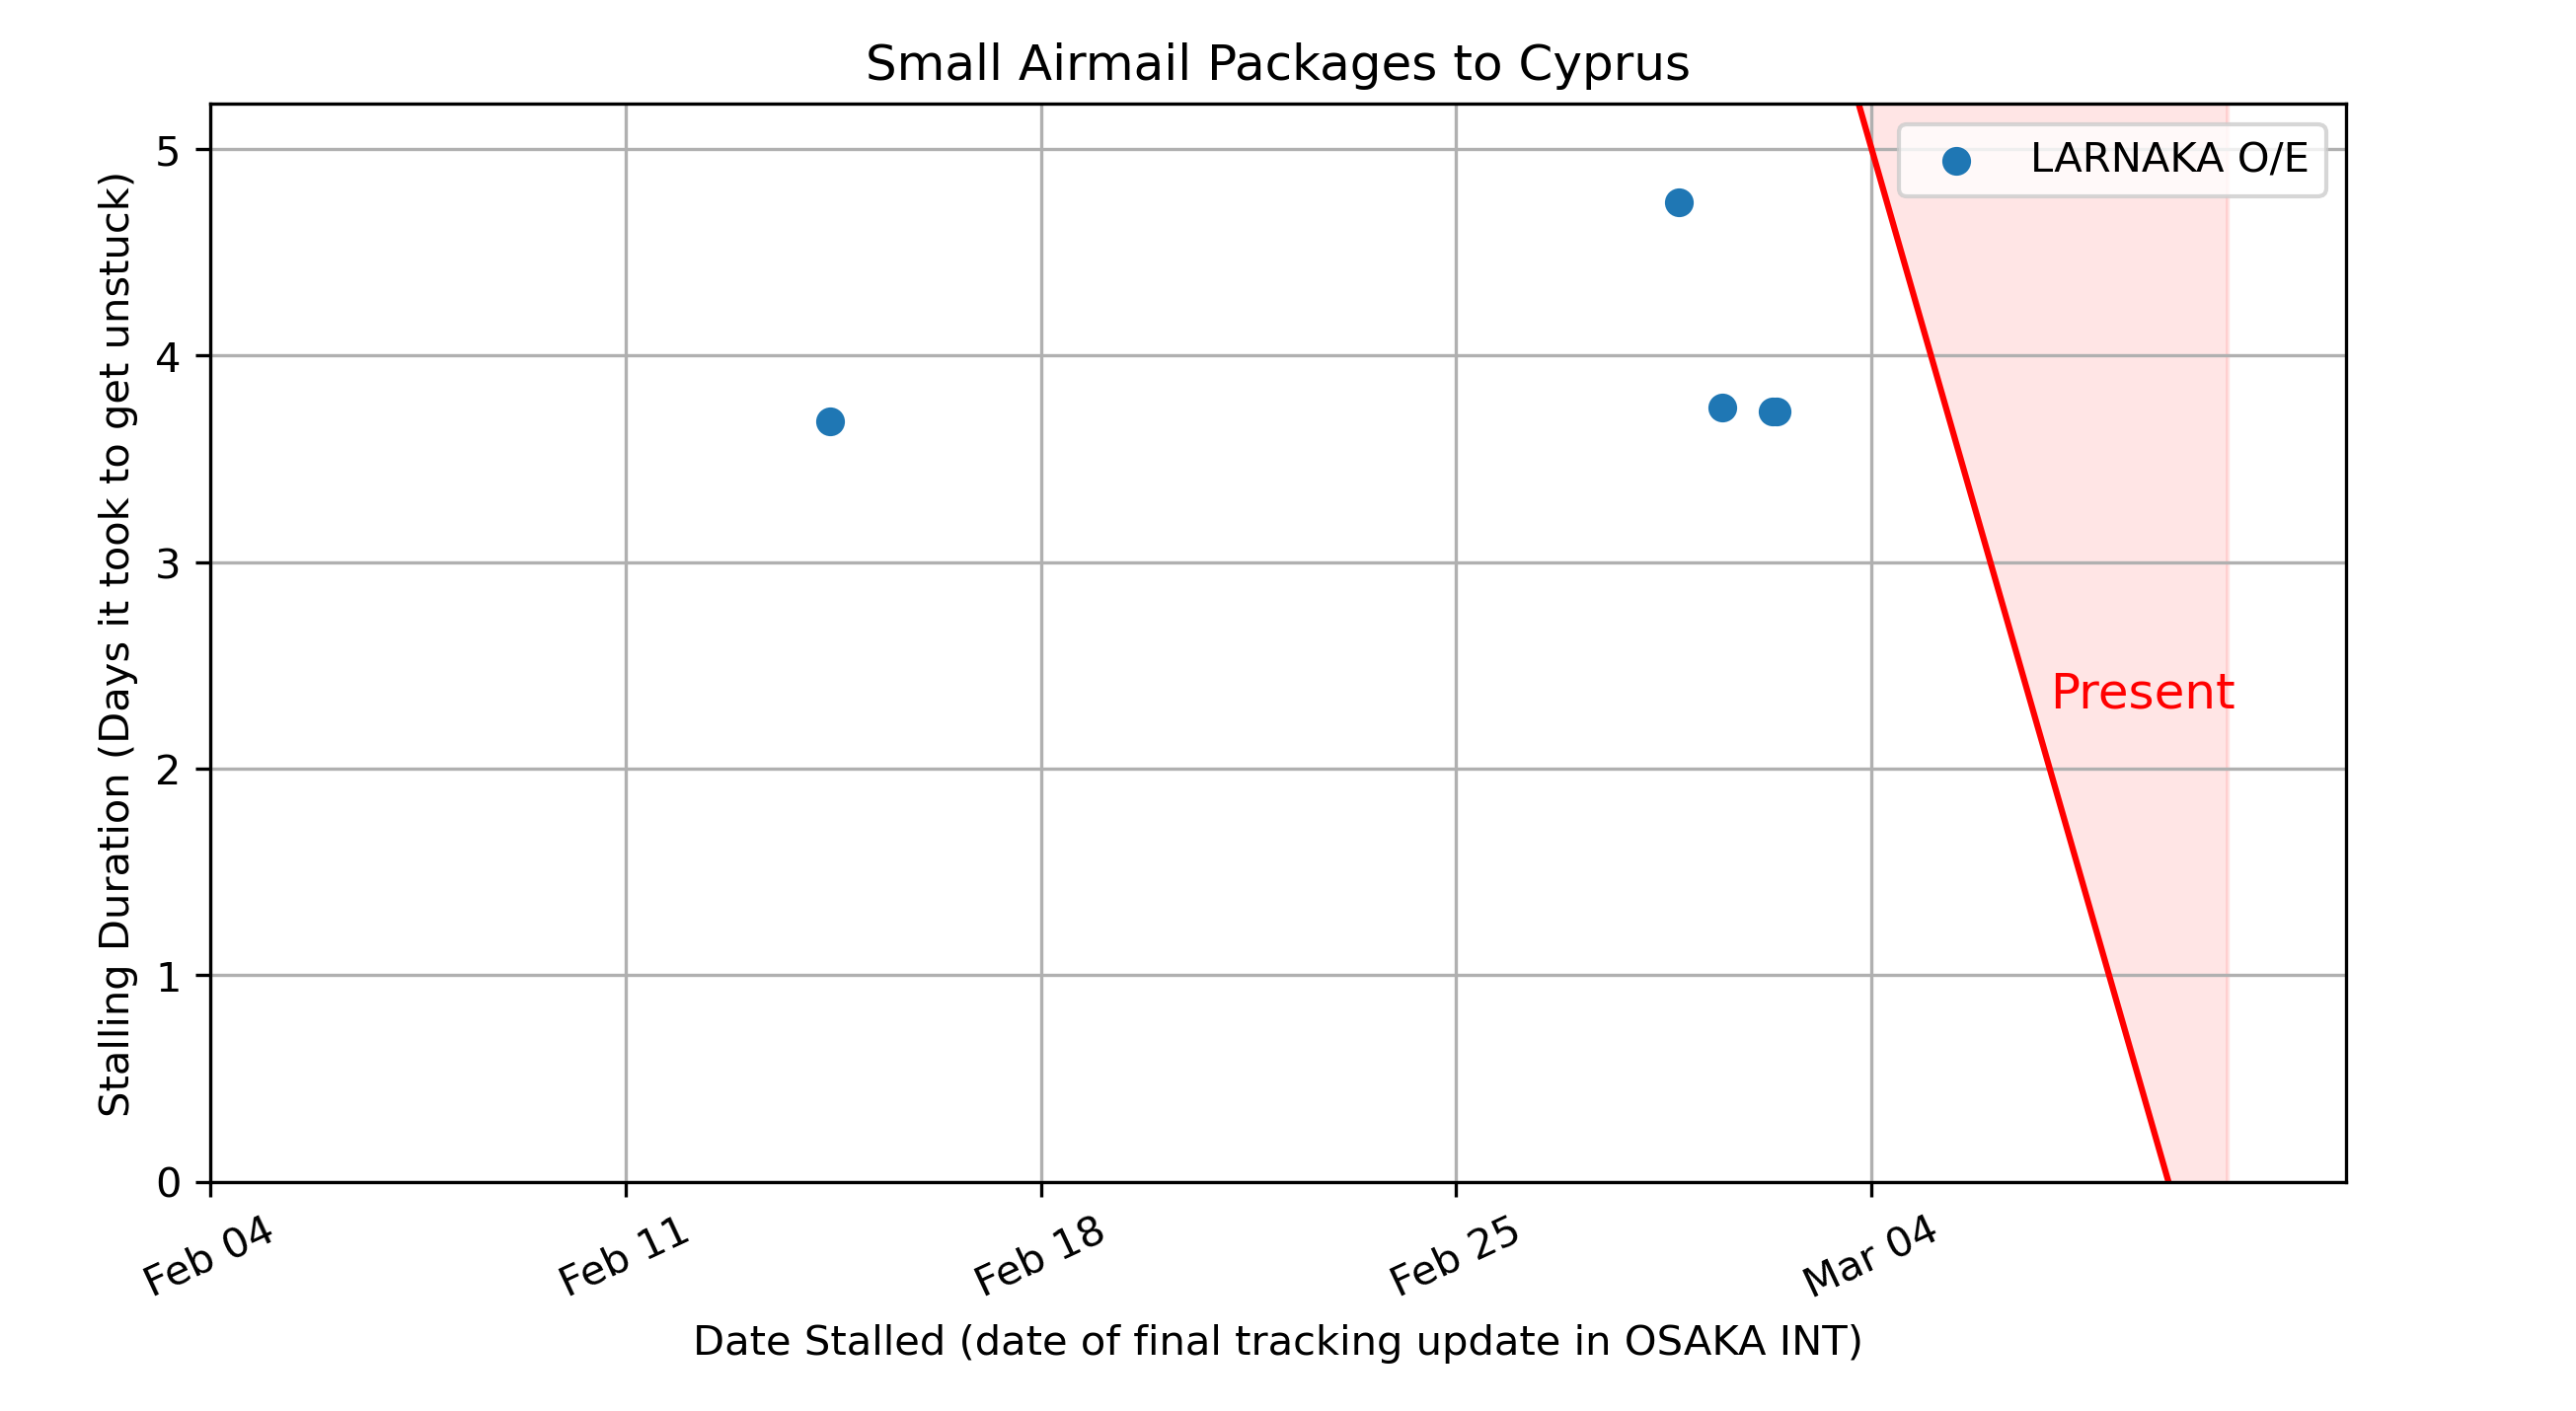 Small Airmail Packages to Cyprus
LARNAKA O/E
Stalling Duration (Days it took to get unstuck)
5
4
3
2
1
0
Present
Feb 04
Feb 11
Feb 18
Feb 25
Mar 04
Date Stalled (date of final tracking update in OSAKA INT)